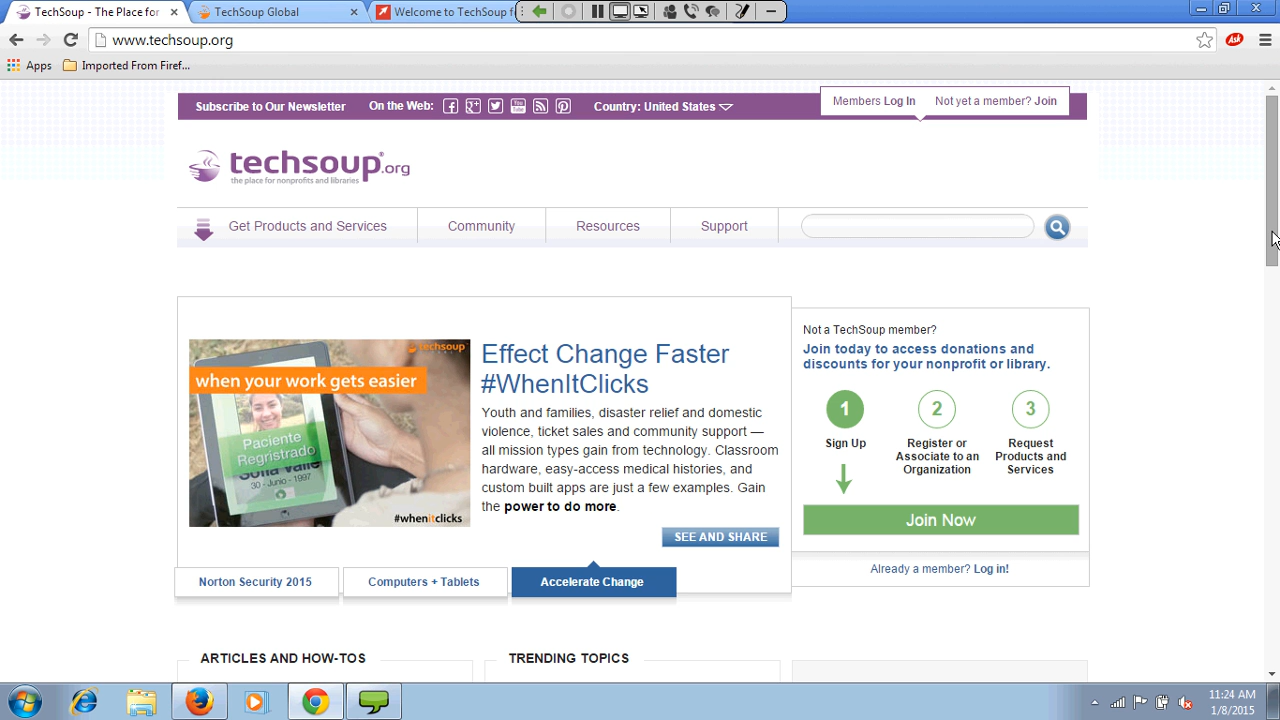 TechSoup - The Place for
TechSoup Global
Welcome to TechSoup f
www.techsoup.org
Ask
Apps
Imported From Firef...
Subscribe to Our Newsletter
On the Web:
You Tube
Country: United States
Members Log In
Not yet a member? Join
techsoup®.org
the place for nonprofits and libraries
Get Products and Services
Community
Resources
Support
techsoup
when your work gets easier
Paciente
Regristrado
Sofia Valle
30 - Junio - 1997
#whenitclicks
Effect Change Faster
#WhenItClicks
Youth and families, disaster relief and domestic
violence, ticket sales and community support —
all mission types gain from technology. Classroom
hardware, easy-access medical histories, and
custom built apps are just a few examples. Gain
the power to do more.
SEE AND SHARE
Norton Security 2015
Computers + Tablets
Accelerate Change
Not a TechSoup member?
Join today to access donations and
discounts for your nonprofit or library.
1
2
3
Sign Up
Register or
Associate to an
Organization
Request
Products and
Services
Join Now
Already a member? Log in!
ARTICLES AND HOW-TOS
TRENDING TOPICS
11:24 AM
1/8/2015